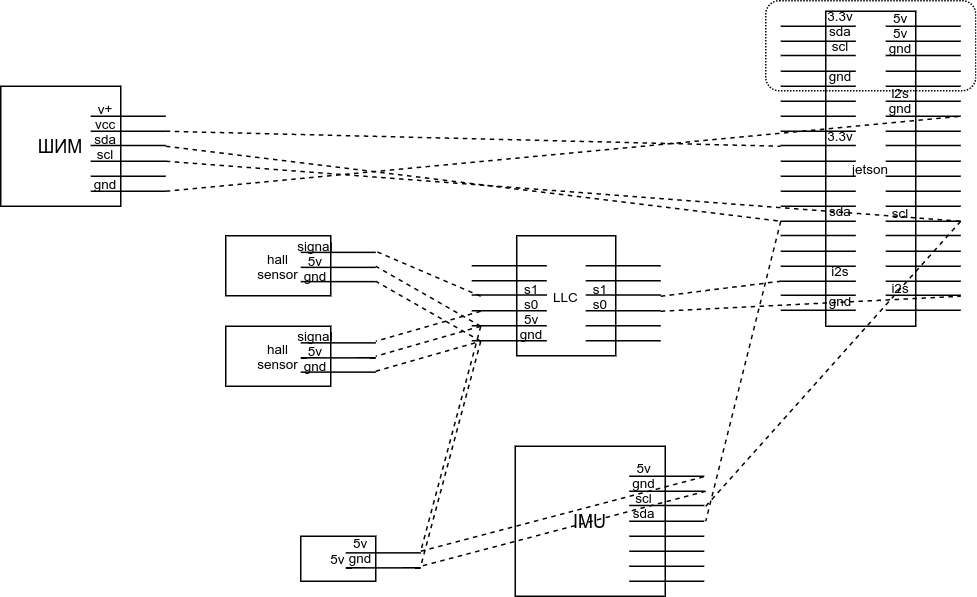 3.3v
sda
scl
gnd
5v
5v
gnd
i2s
gnd
3.3v
jetson
sda
scl
i2s
i2s
gnd
ШИМ
v+
vcc
sda
scl
gnd
hall
sensor
signal
5v
gnd
hall
sensor
signal
5v
gnd
LLC
s1
s0
5v
gnd
s1
s0
IMU
5v
gnd
scl
sda
5v
5v
gnd